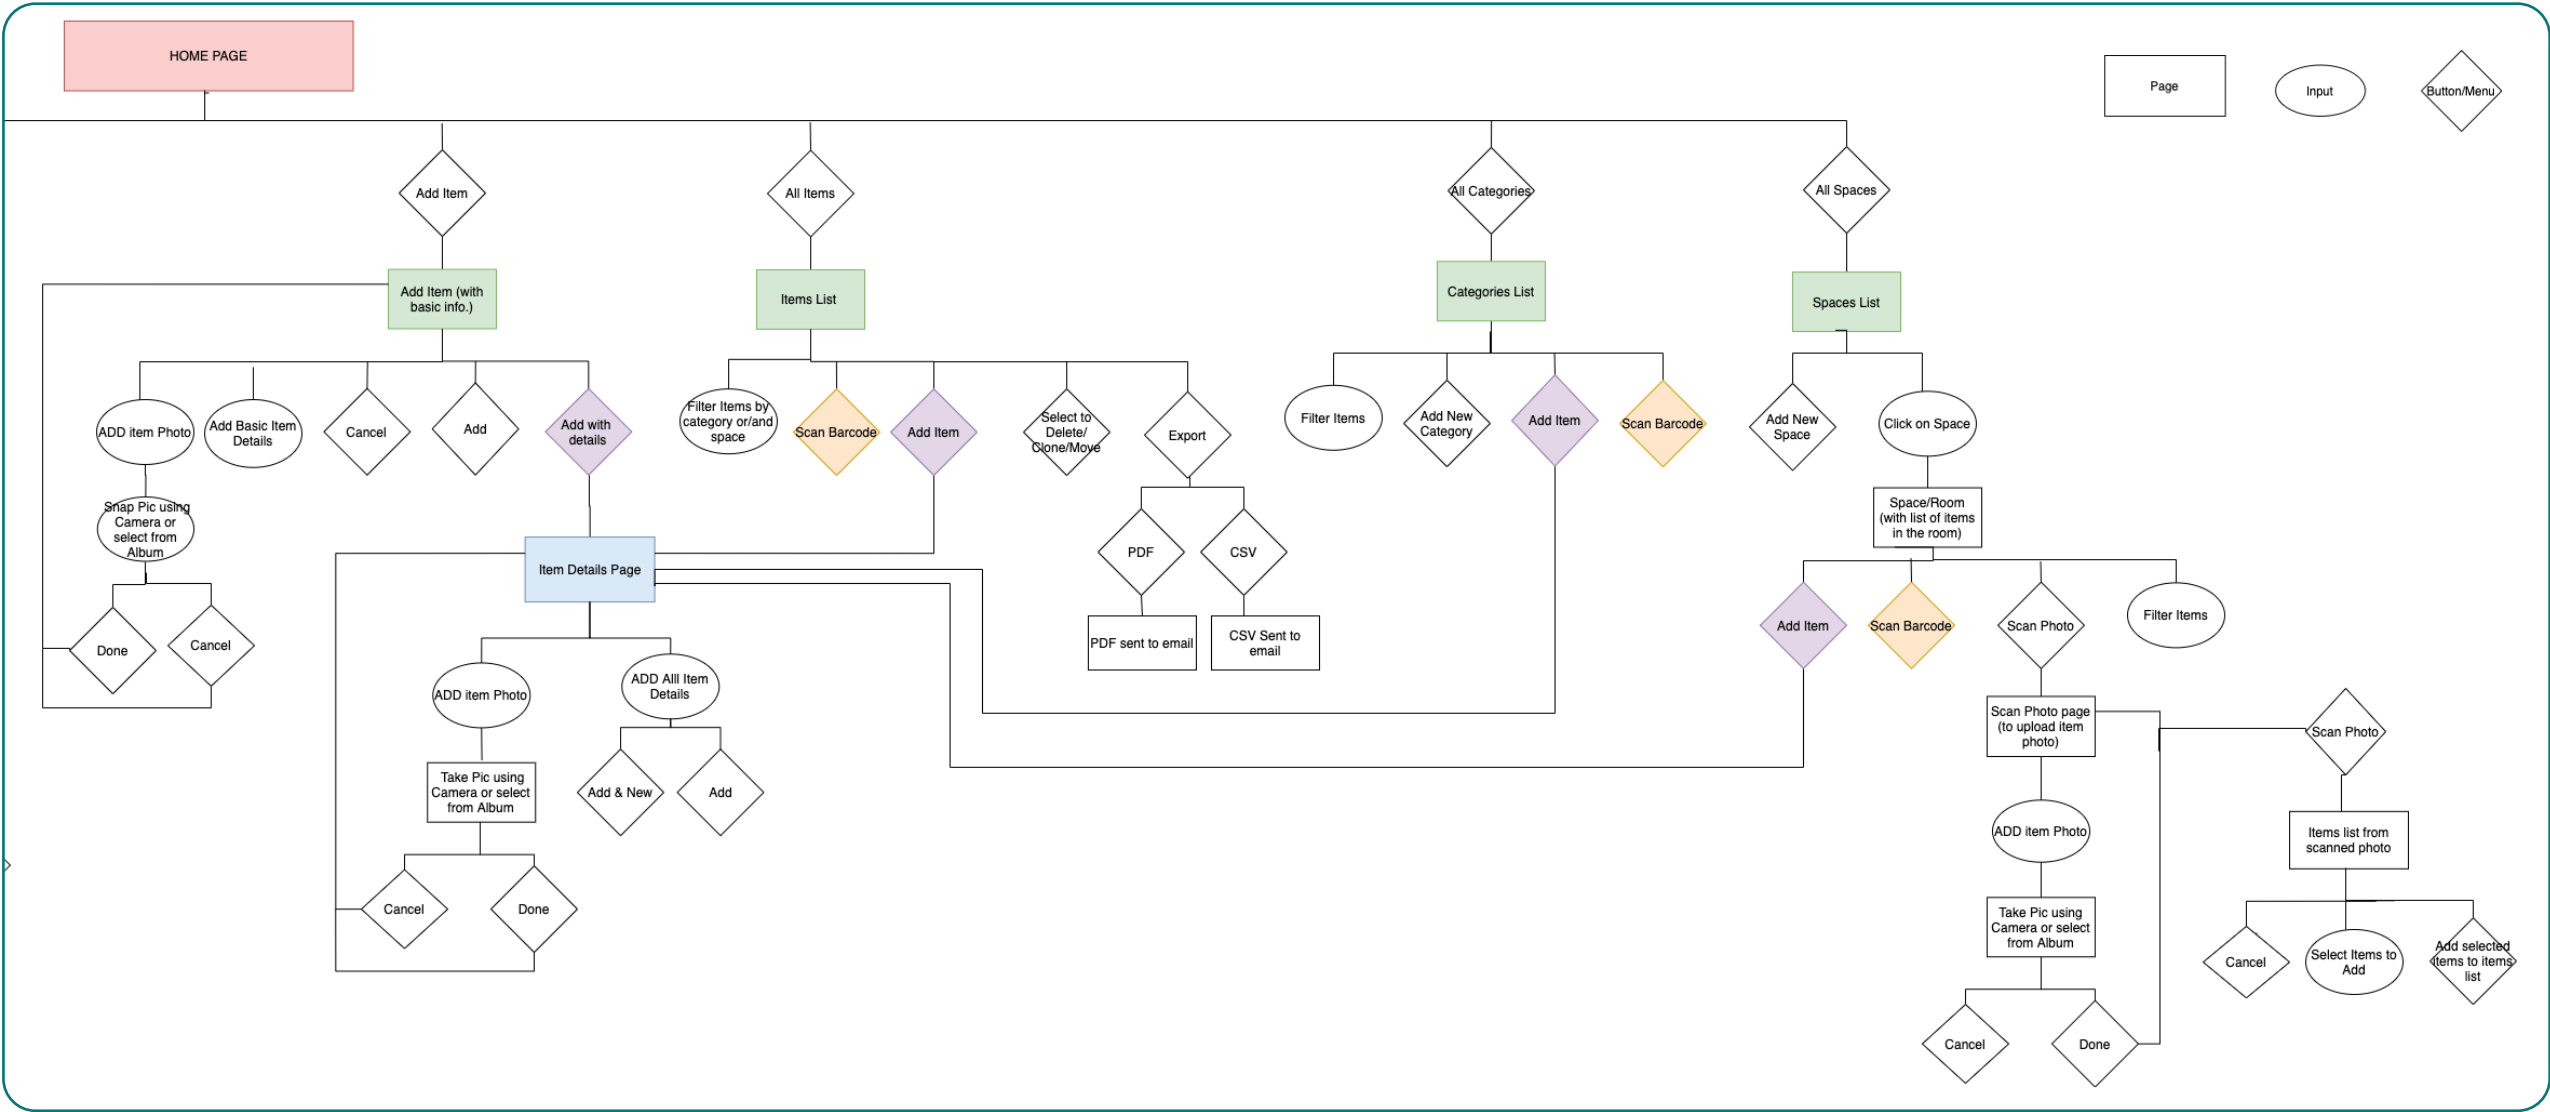 HOME PAGE
Page
Input
Button/Menu
Add Item
All Items
All Categories
All Spaces
Add Item (with
basic info.)
Items List
Categories List
Spaces List
ADD item Photo
Add Basic Item
Details
Cancel
Add
Add with
details
Filter Items by
category or/and
space
Scan Barcode
Add Item
Select to
Delete/
Clone/Move
Export
Filter Items
Add New
Category
Add Item
Scan Barcode
Add New
Space
Click on Space
Snap Pic using
Camera or
select from
Album
Space/Room
(with list of items
in the room)
Item Details Page
PDF
CSV
Done
Cancel
PDF sent to email
CSV Sent to
email
Add Item
Scan Barcode
Scan Photo
Filter Items
ADD item Photo
ADD Alll Item
Details
Scan Photo page
(to upload item
photo)
Scan Photo
Take Pic using
Camera or select
from Album
Add & New
Add
ADD item Photo
Items list from
scanned photo
Cancel
Done
Take Pic using
Camera or select
from Album
Cancel
Select Items to
Add
Add selected
items to items
list
Cancel
Done